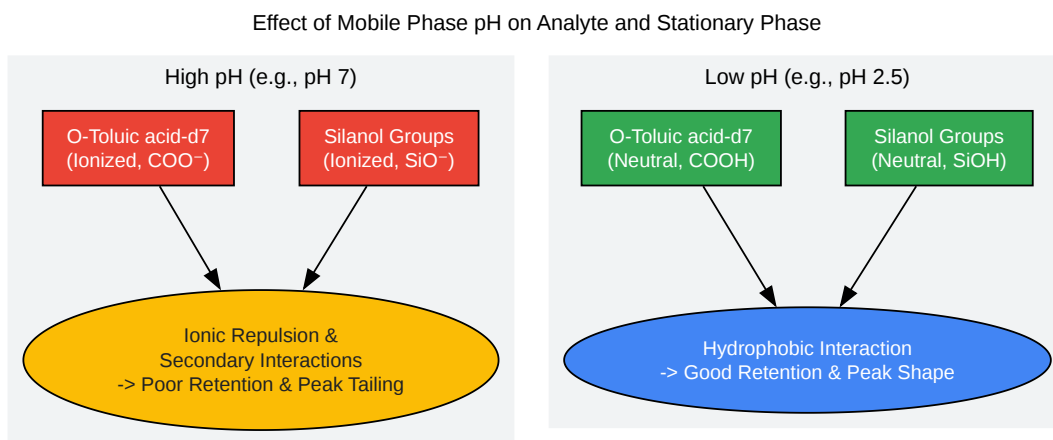 Effect of Mobile Phase pH on Analyte and Stationary Phase
High pH (e.g., pH 7)
O-Toluic acid-d7
(Ionized, COO⁻)
Silanol Groups
(Ionized, SiO⁻)
Ionic Repulsion &
Secondary Interactions
-> Poor Retention & Peak Tailing
Low pH (e.g., pH 2.5)
O-Toluic acid-d7
(Neutral, COOH)
Silanol Groups
(Neutral, SiOH)
Hydrophobic Interaction
-> Good Retention & Peak Shape